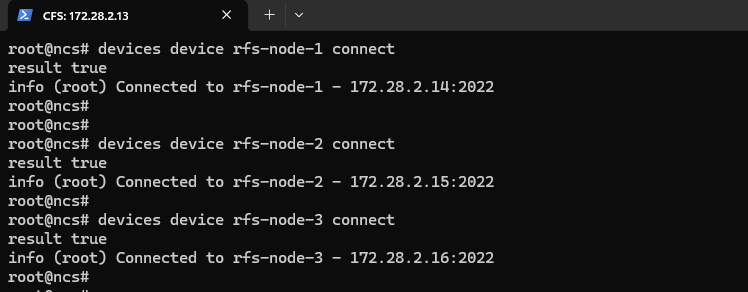 CFS: 172.28.2.13
root@ncs# devices device rfs-node-1 connect
result true
info (root) Connected to rfs-node-1 - 172.28.2.14:2022
root@ncs#
root@ncs#
root@ncs# devices device rfs-node-2 connect
result true
info (root) Connected to rfs-node-2 - 172.28.2.15:2022
root@ncs#
root@ncs# devices device rfs-node-3 connect
result true
info (root) Connected to rfs-node-3 - 172.28.2.16:2022
root@ncs#
root@ncs#